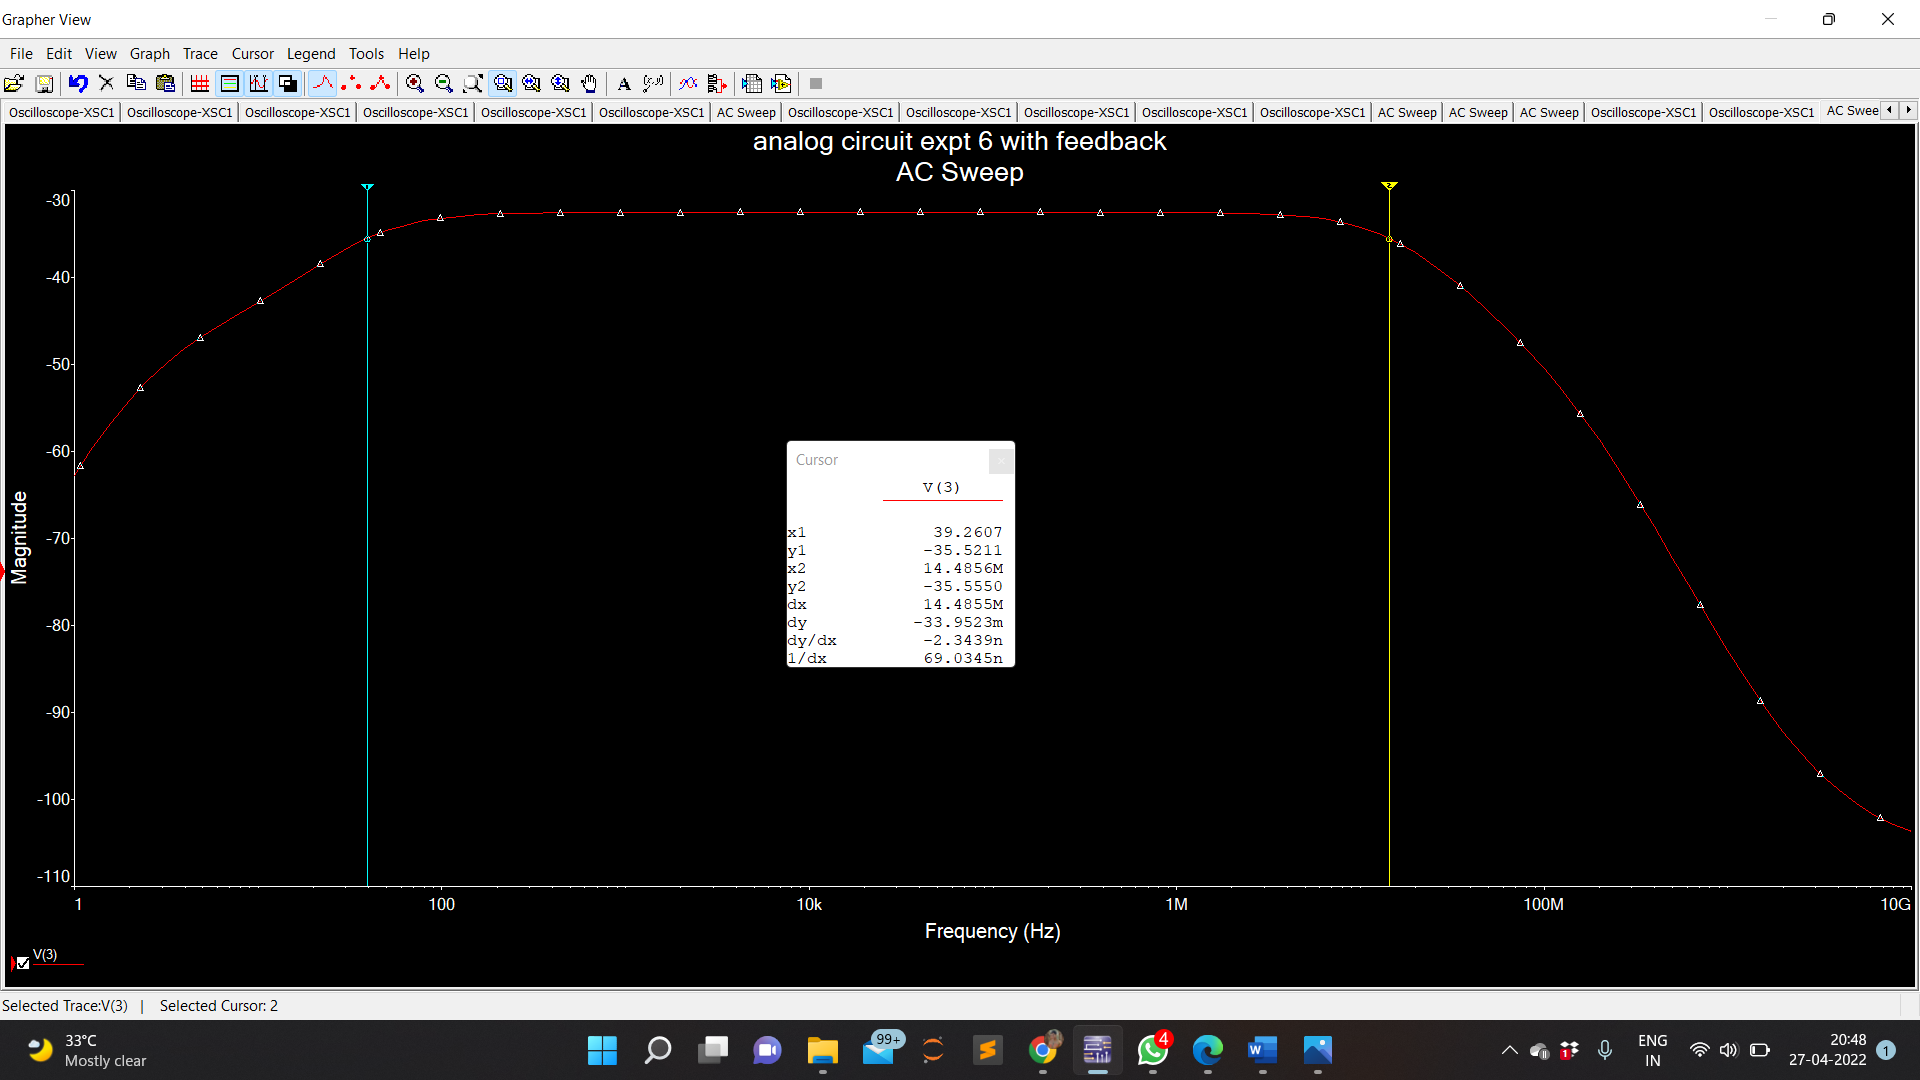 Grapher View
File Edit View Graph Trace Cursor Legend Tools Help
Oscilloscope-XSC1 Oscilloscope-XSC1 Oscilloscope-XSC1 Oscilloscope-XSC1 Oscilloscope-XSC1 Oscilloscope-XSC1 AC Sweep Oscilloscope-XSC1 Oscilloscope-XSC1 Oscilloscope-XSC1 Oscilloscope-XSC1 Oscilloscope-XSC1 AC Sweep AC Sweep AC Sweep Oscilloscope-XSC1 Oscilloscope-XSC1 AC Swee
analog circuit expt 6 with feedback
AC Sweep
-30
-40
-50
-60
-70
-80
-90
-100
-110
Magnitude
Cursor
V(3)
x1 39.2607
y1 -35.5211
x2 14.4856M
y2 -35.5550
dx 14.4855M
dy -33.9523m
dy/dx -2.3439n
1/dx 69.0345n
1 100 10k 1M 100M 10G
Frequency (Hz)
V(3)
Selected Trace:V(3) | Selected Cursor: 2
33°C
Mostly clear
99+
4
1
ENG
IN
20:48
27-04-2022
1